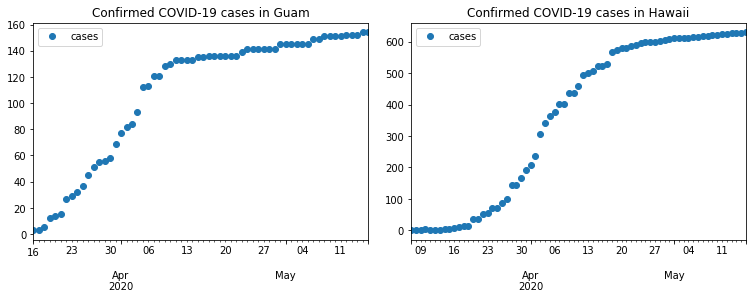 Confirmed COVID-19 cases in Guam
cases
160
140
120
100
80
60
40
20
0
16 23 06 13 20 27 04 11
Apr May
2020
Confirmed COVID-19 cases in Hawaii
cases
600
500
400
300
200
100
0
09 16 23 30 06 13 20 27 04 11
Apr May
2020